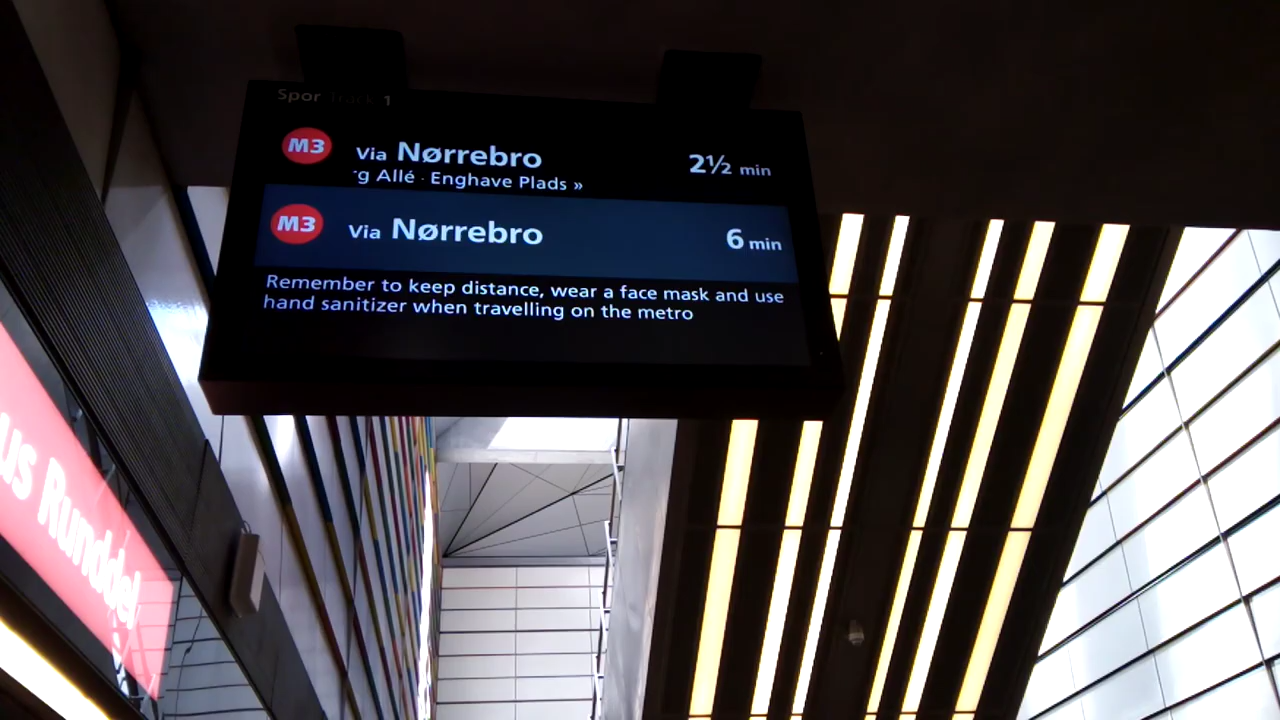 Spor Track 1
M3 Via Nørrebro 2½ min
g Allé · Enghave Plads »
M3 Via Nørrebro 6 min
Remember to keep distance, wear a face mask and use
hand sanitizer when travelling on the metro
us Runddel